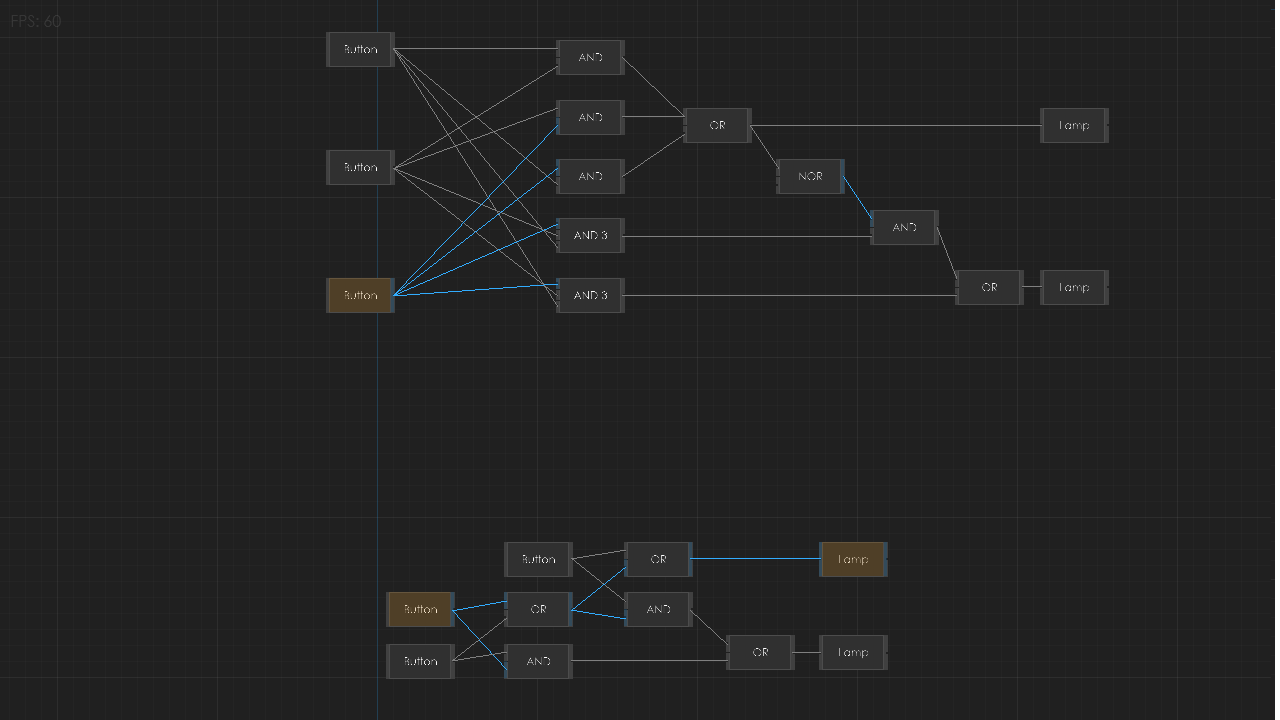 FPS: 60
Button
AND
AND
OR
Lamp
Button
AND
NOR
AND
AND 3
Button
AND 3
OR
Lamp
Button
OR
Lamp
Button
OR
AND
Button
AND
OR
Lamp